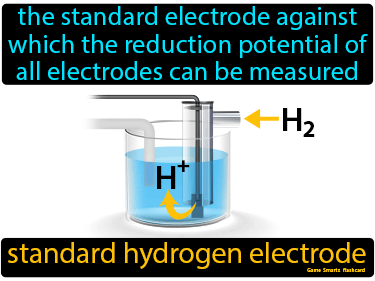 the standard electrode against
which the reduction potential of
all electrodes can be measured
H₂
H⁺
standard hydrogen electrode
Game Smartz flashcard